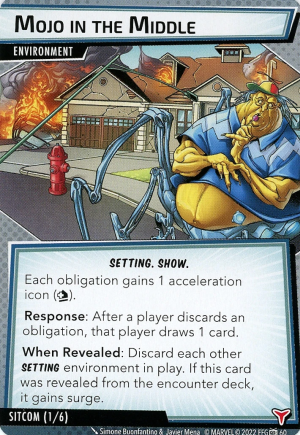 MOJO IN THE MIDDLE
ENVIRONMENT
SETTING. SHOW.
Each obligation gains 1 acceleration
icon ( ).
Response: After a player discards an
obligation, that player draws 1 card.
When Revealed: Discard each other
SETTING environment in play. If this card
was revealed from the encounter deck,
it gains surge.
SITCOM (1/6)
Simone Buonfantino & Javier Mena © MARVEL © 2022 FFG 60